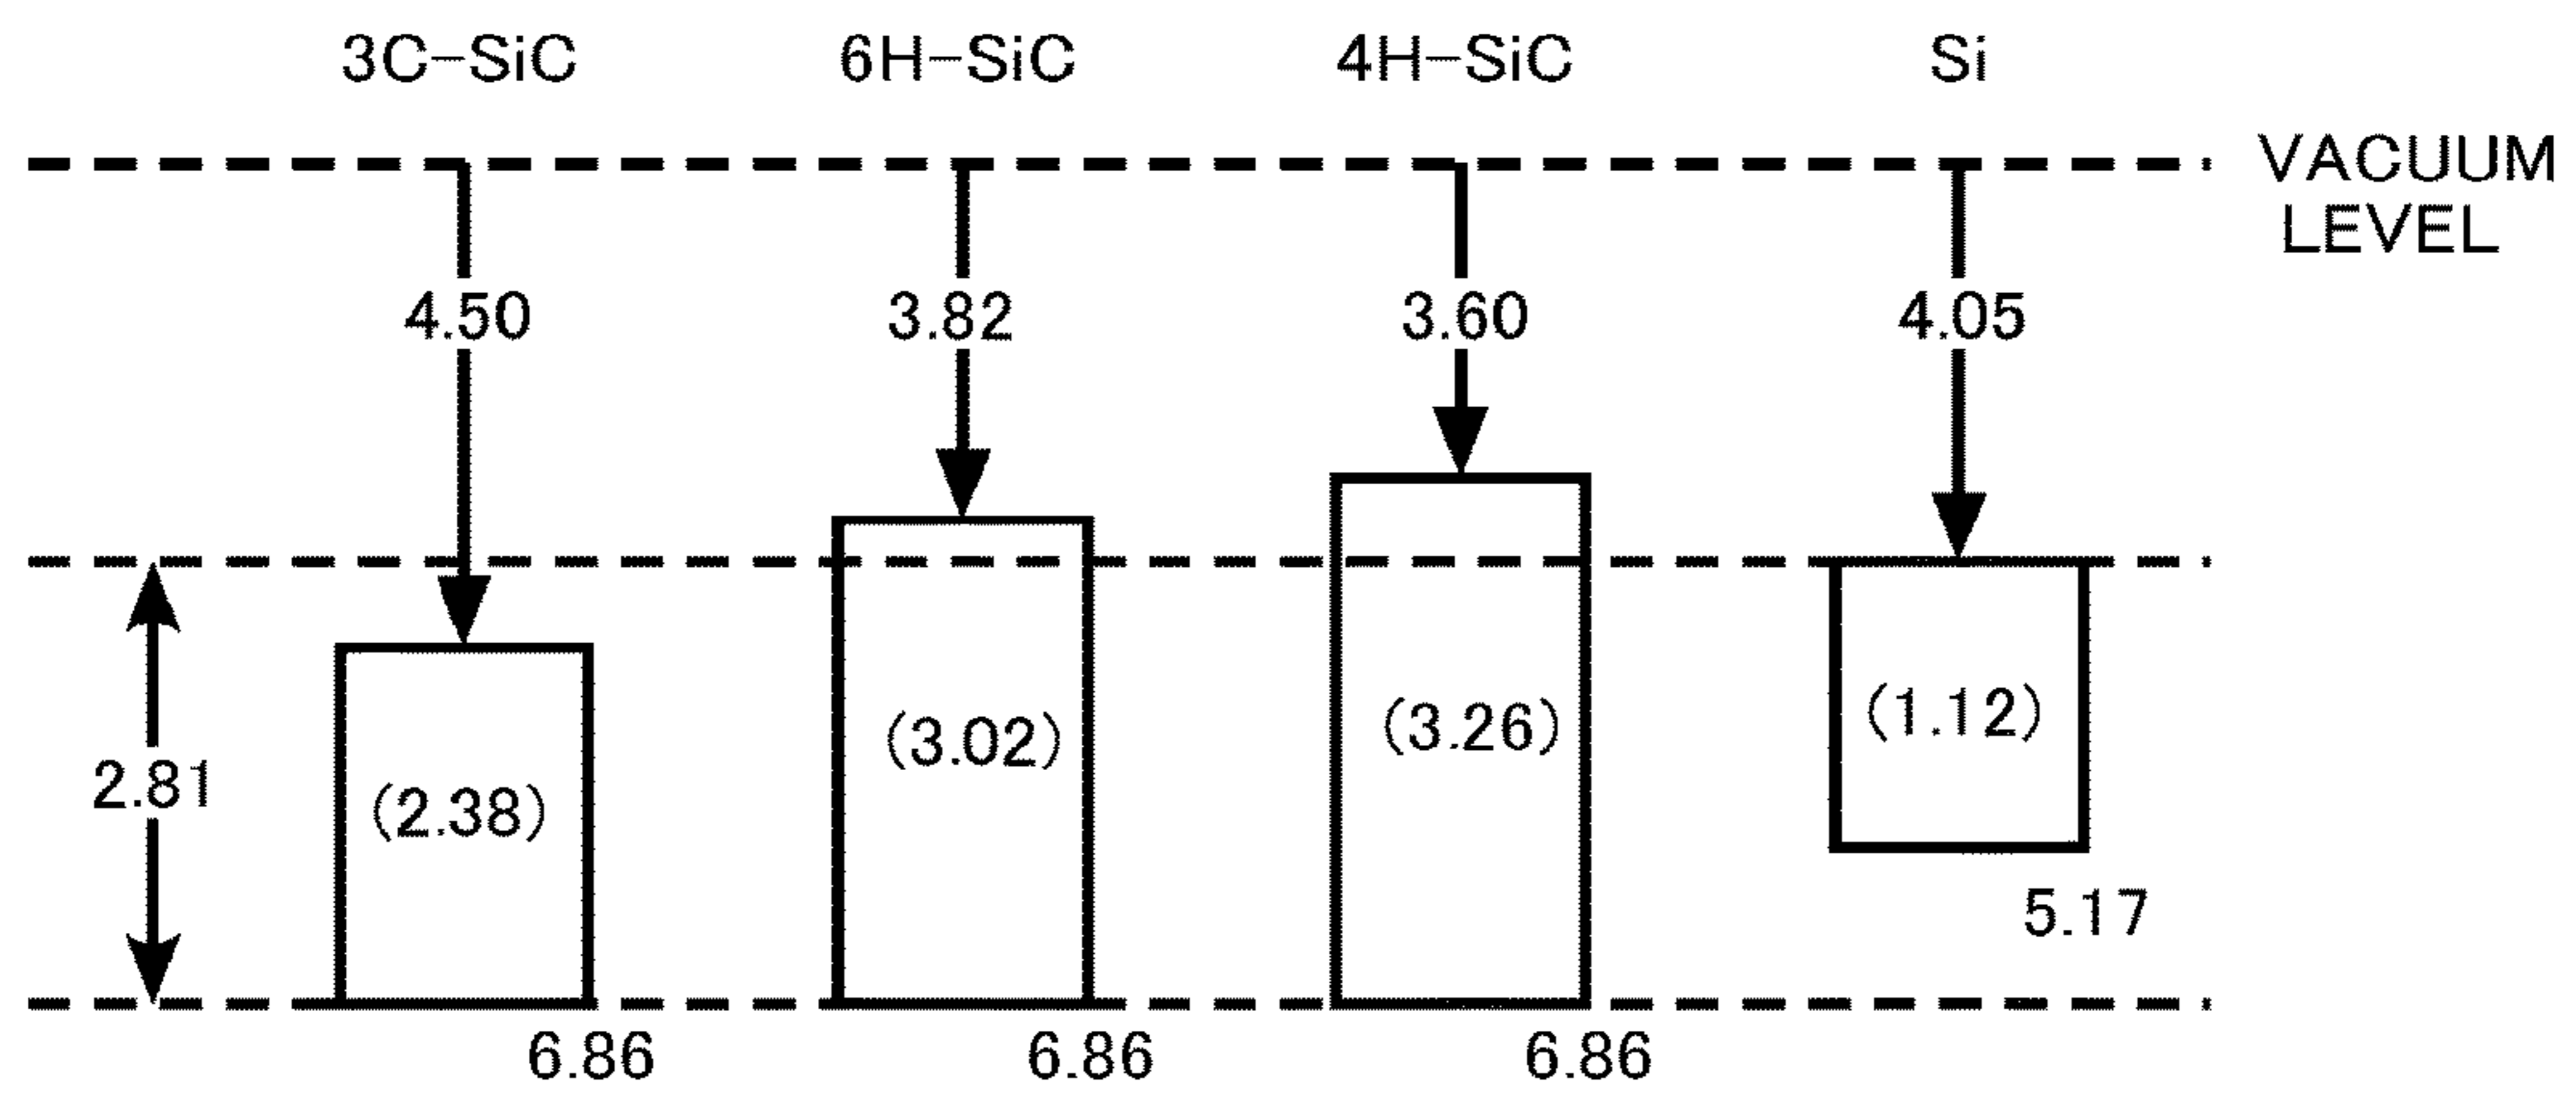 3C-SiC 6H-SiC 4H-SiC Si
VACUUM
LEVEL
4.50 3.82 3.60 4.05
2.81 (2.38) (3.02) (3.26) (1.12)
5.17
6.86 6.86 6.86